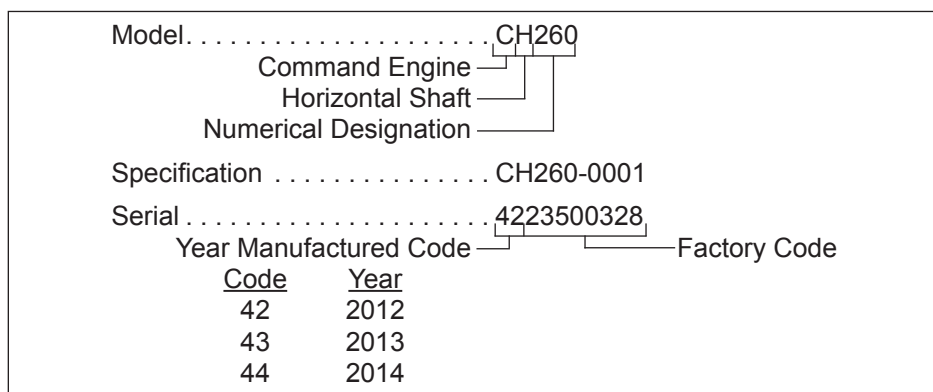 Model. . . . . . . . . . . . . . . . . . . . . CH260
Command Engine
Horizontal Shaft
Numerical Designation
Specification . . . . . . . . . . . . . . . CH260-0001
Serial . . . . . . . . . . . . . . . . . . . . . 4223500328
Year Manufactured Code Factory Code
Code Year
42 2012
43 2013
44 2014